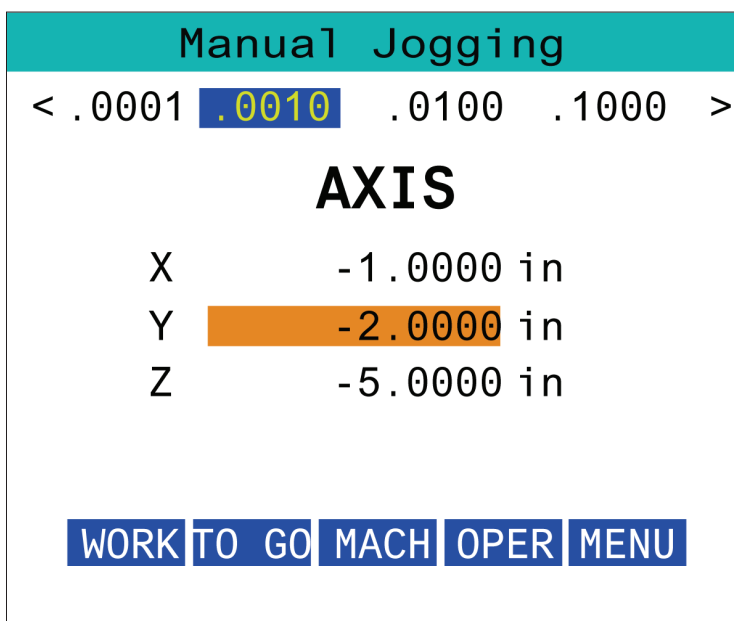 Manual Jogging
< .0001 .0010 .0100 .1000 >
AXIS
X -1.0000 in
Y -2.0000 in
Z -5.0000 in
WORK TO GO MACH OPER MENU